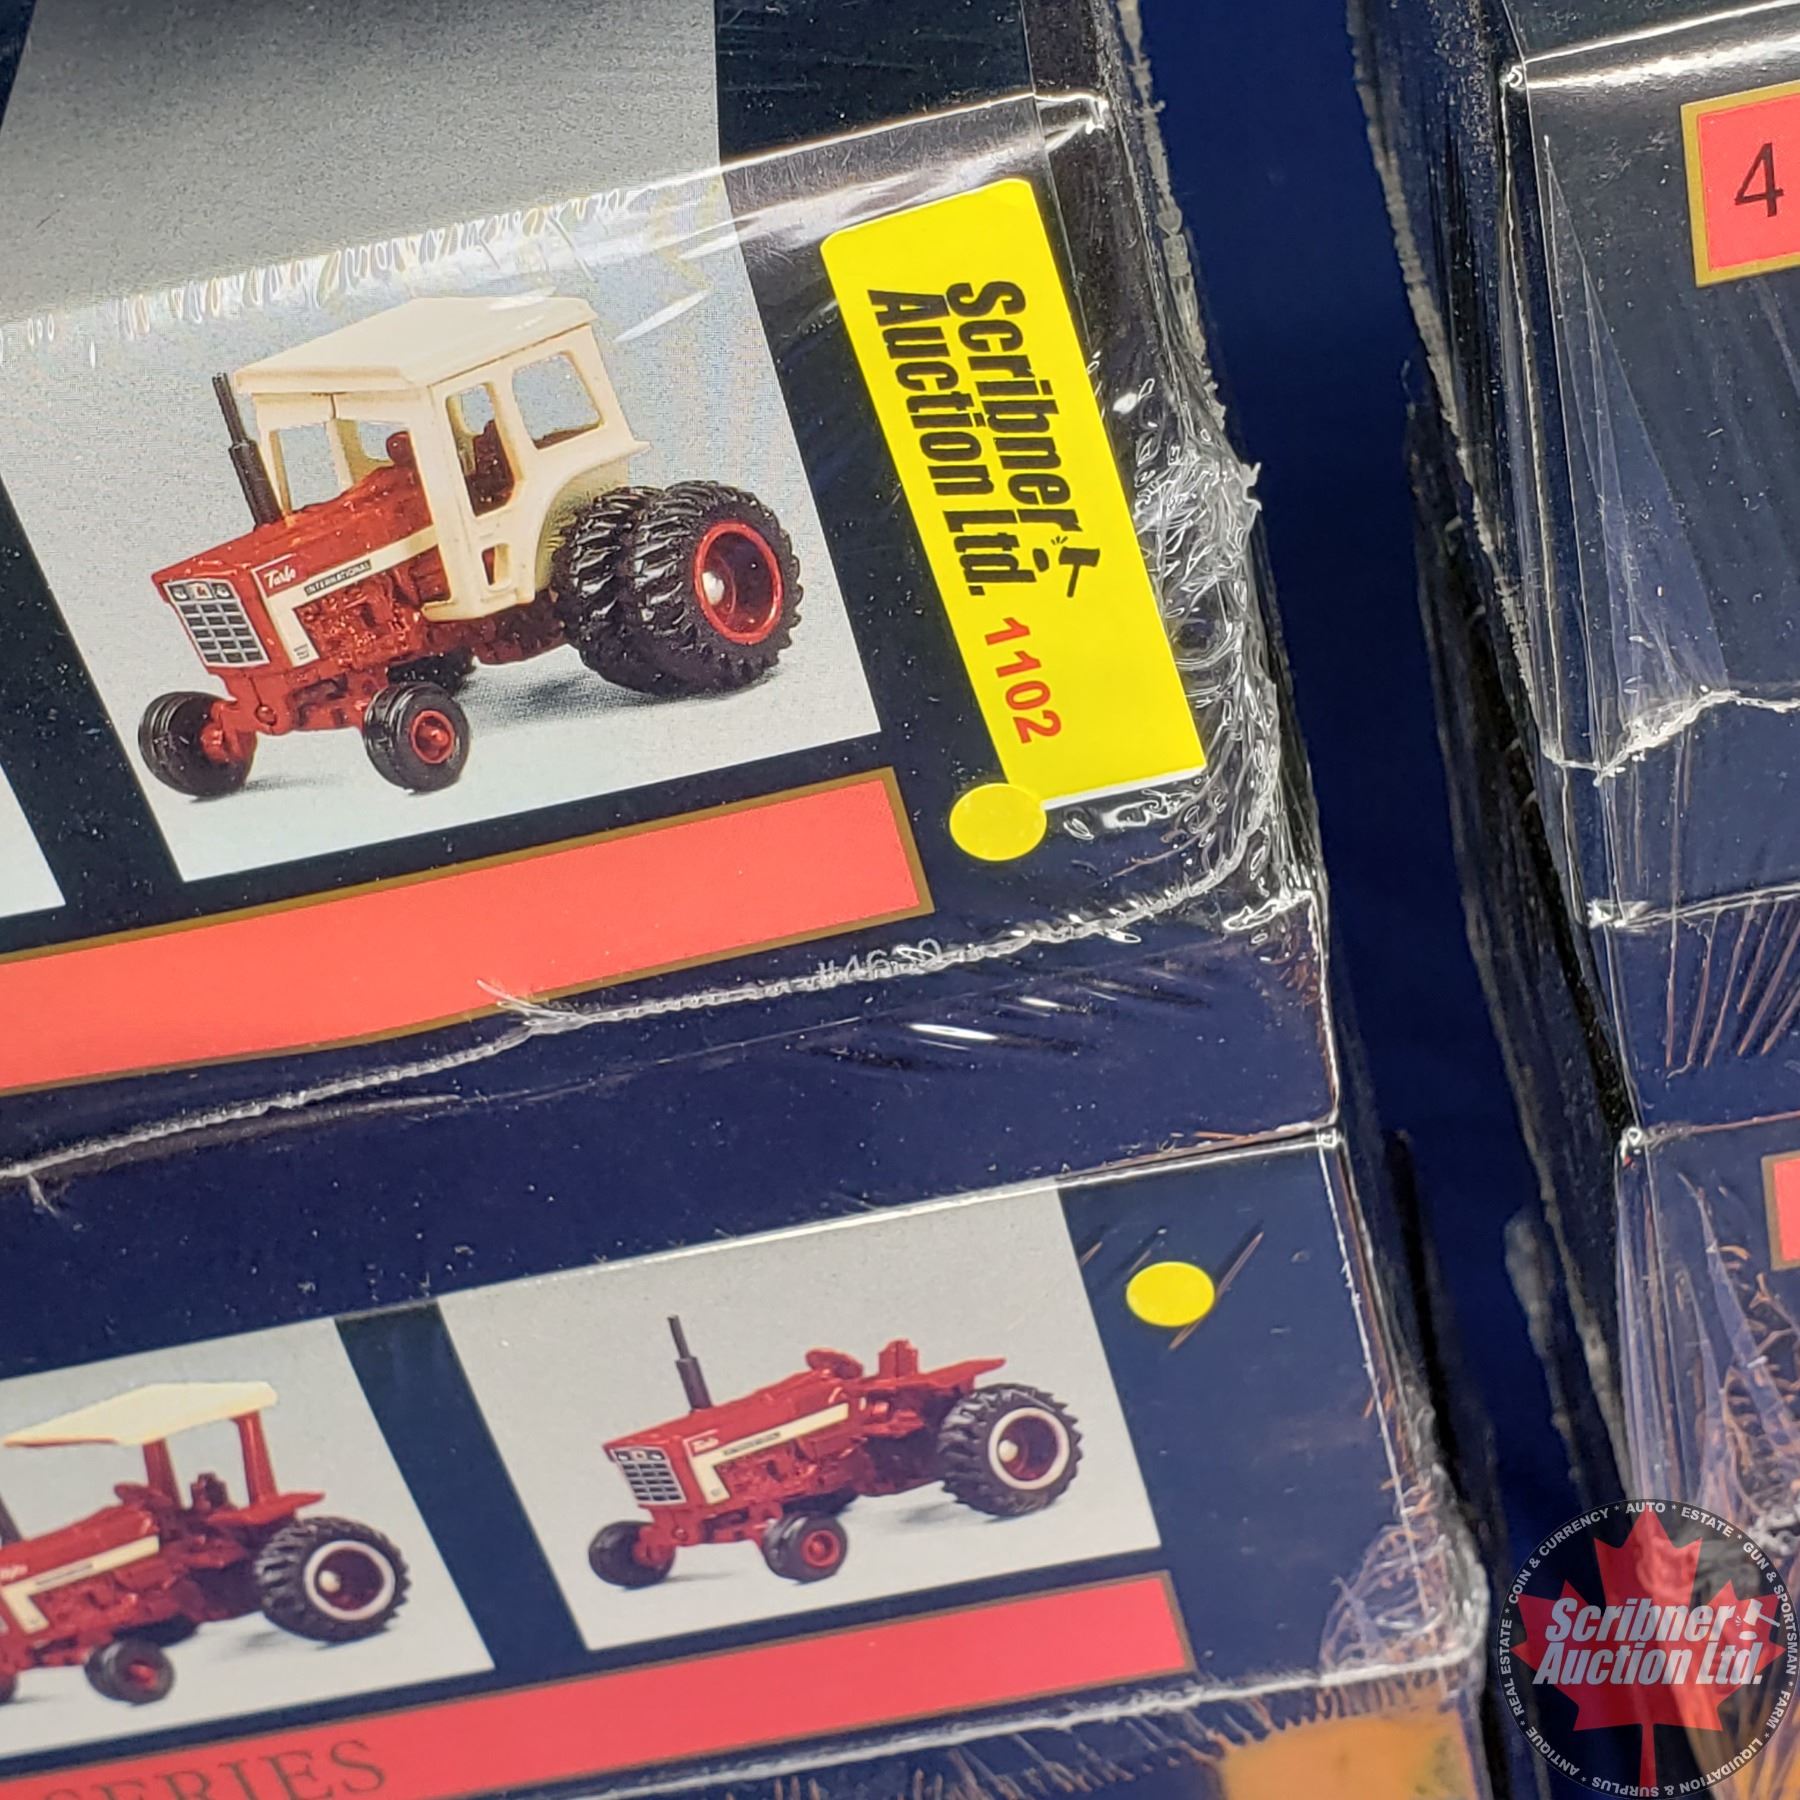 4
Scribner
Auction Ltd.
1102
Turbo
INTERNATIONAL
SERIES
ANTIQUE * REAL ESTATE * COIN & CURRENCY * AUTO * ESTATE * GUN & SPORTSMAN * FARM * LIQUIDATION & SURPLUS *
Scribner
Auction Ltd.